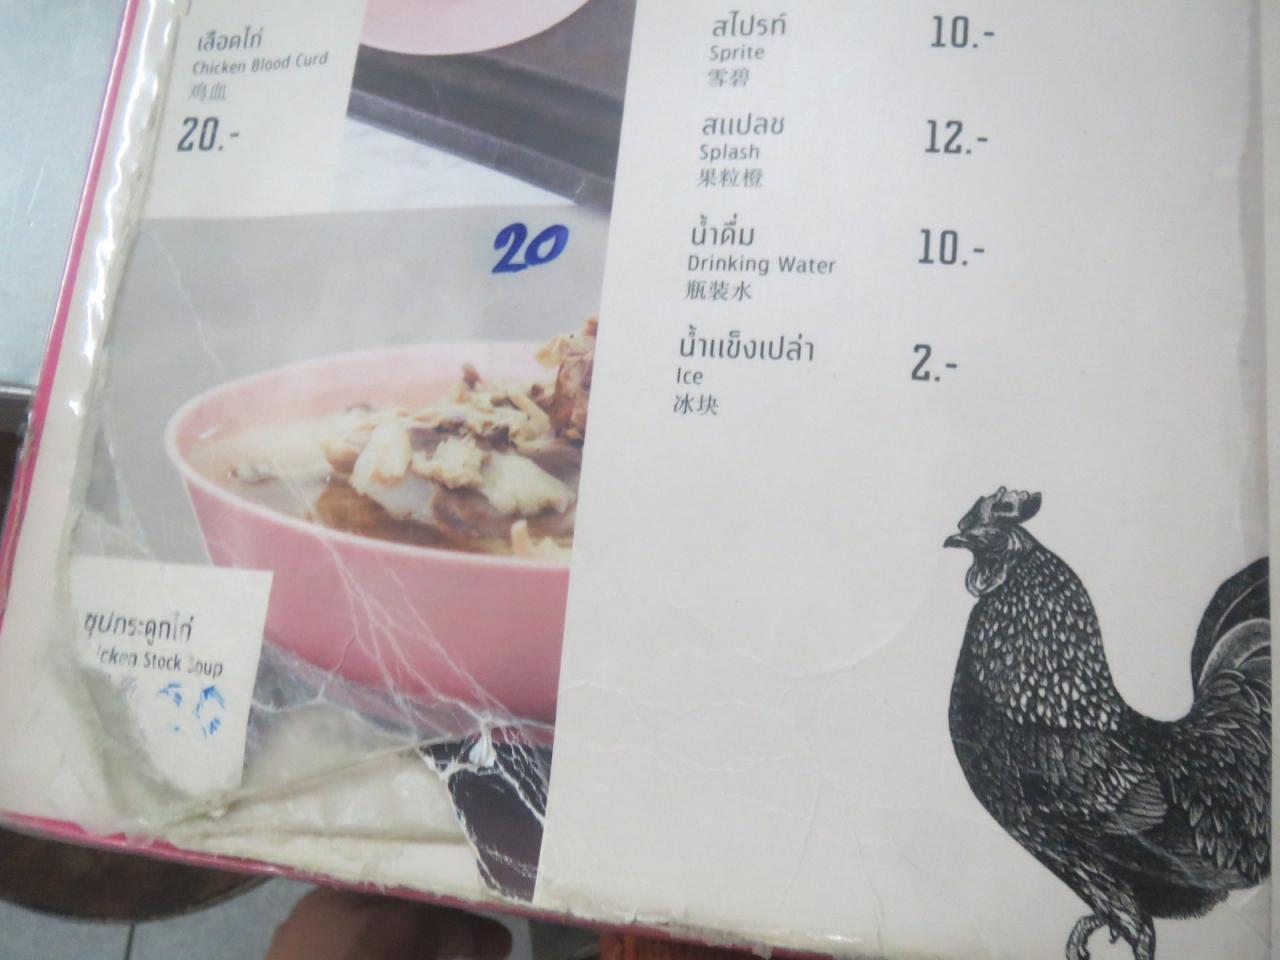 เลือดไก่
Chicken Blood Curd
鸡血
20.-
20
ซุปกระดูกไก่
Stock Soup
สไปรท์
Sprite
雪碧
10.-
สแปลช
Splash
果粒橙
12.-
น้ำดื่ม
Drinking Water
瓶装水
10.-
น้ำแข็งเปล่า
Ice
冰块
2.-